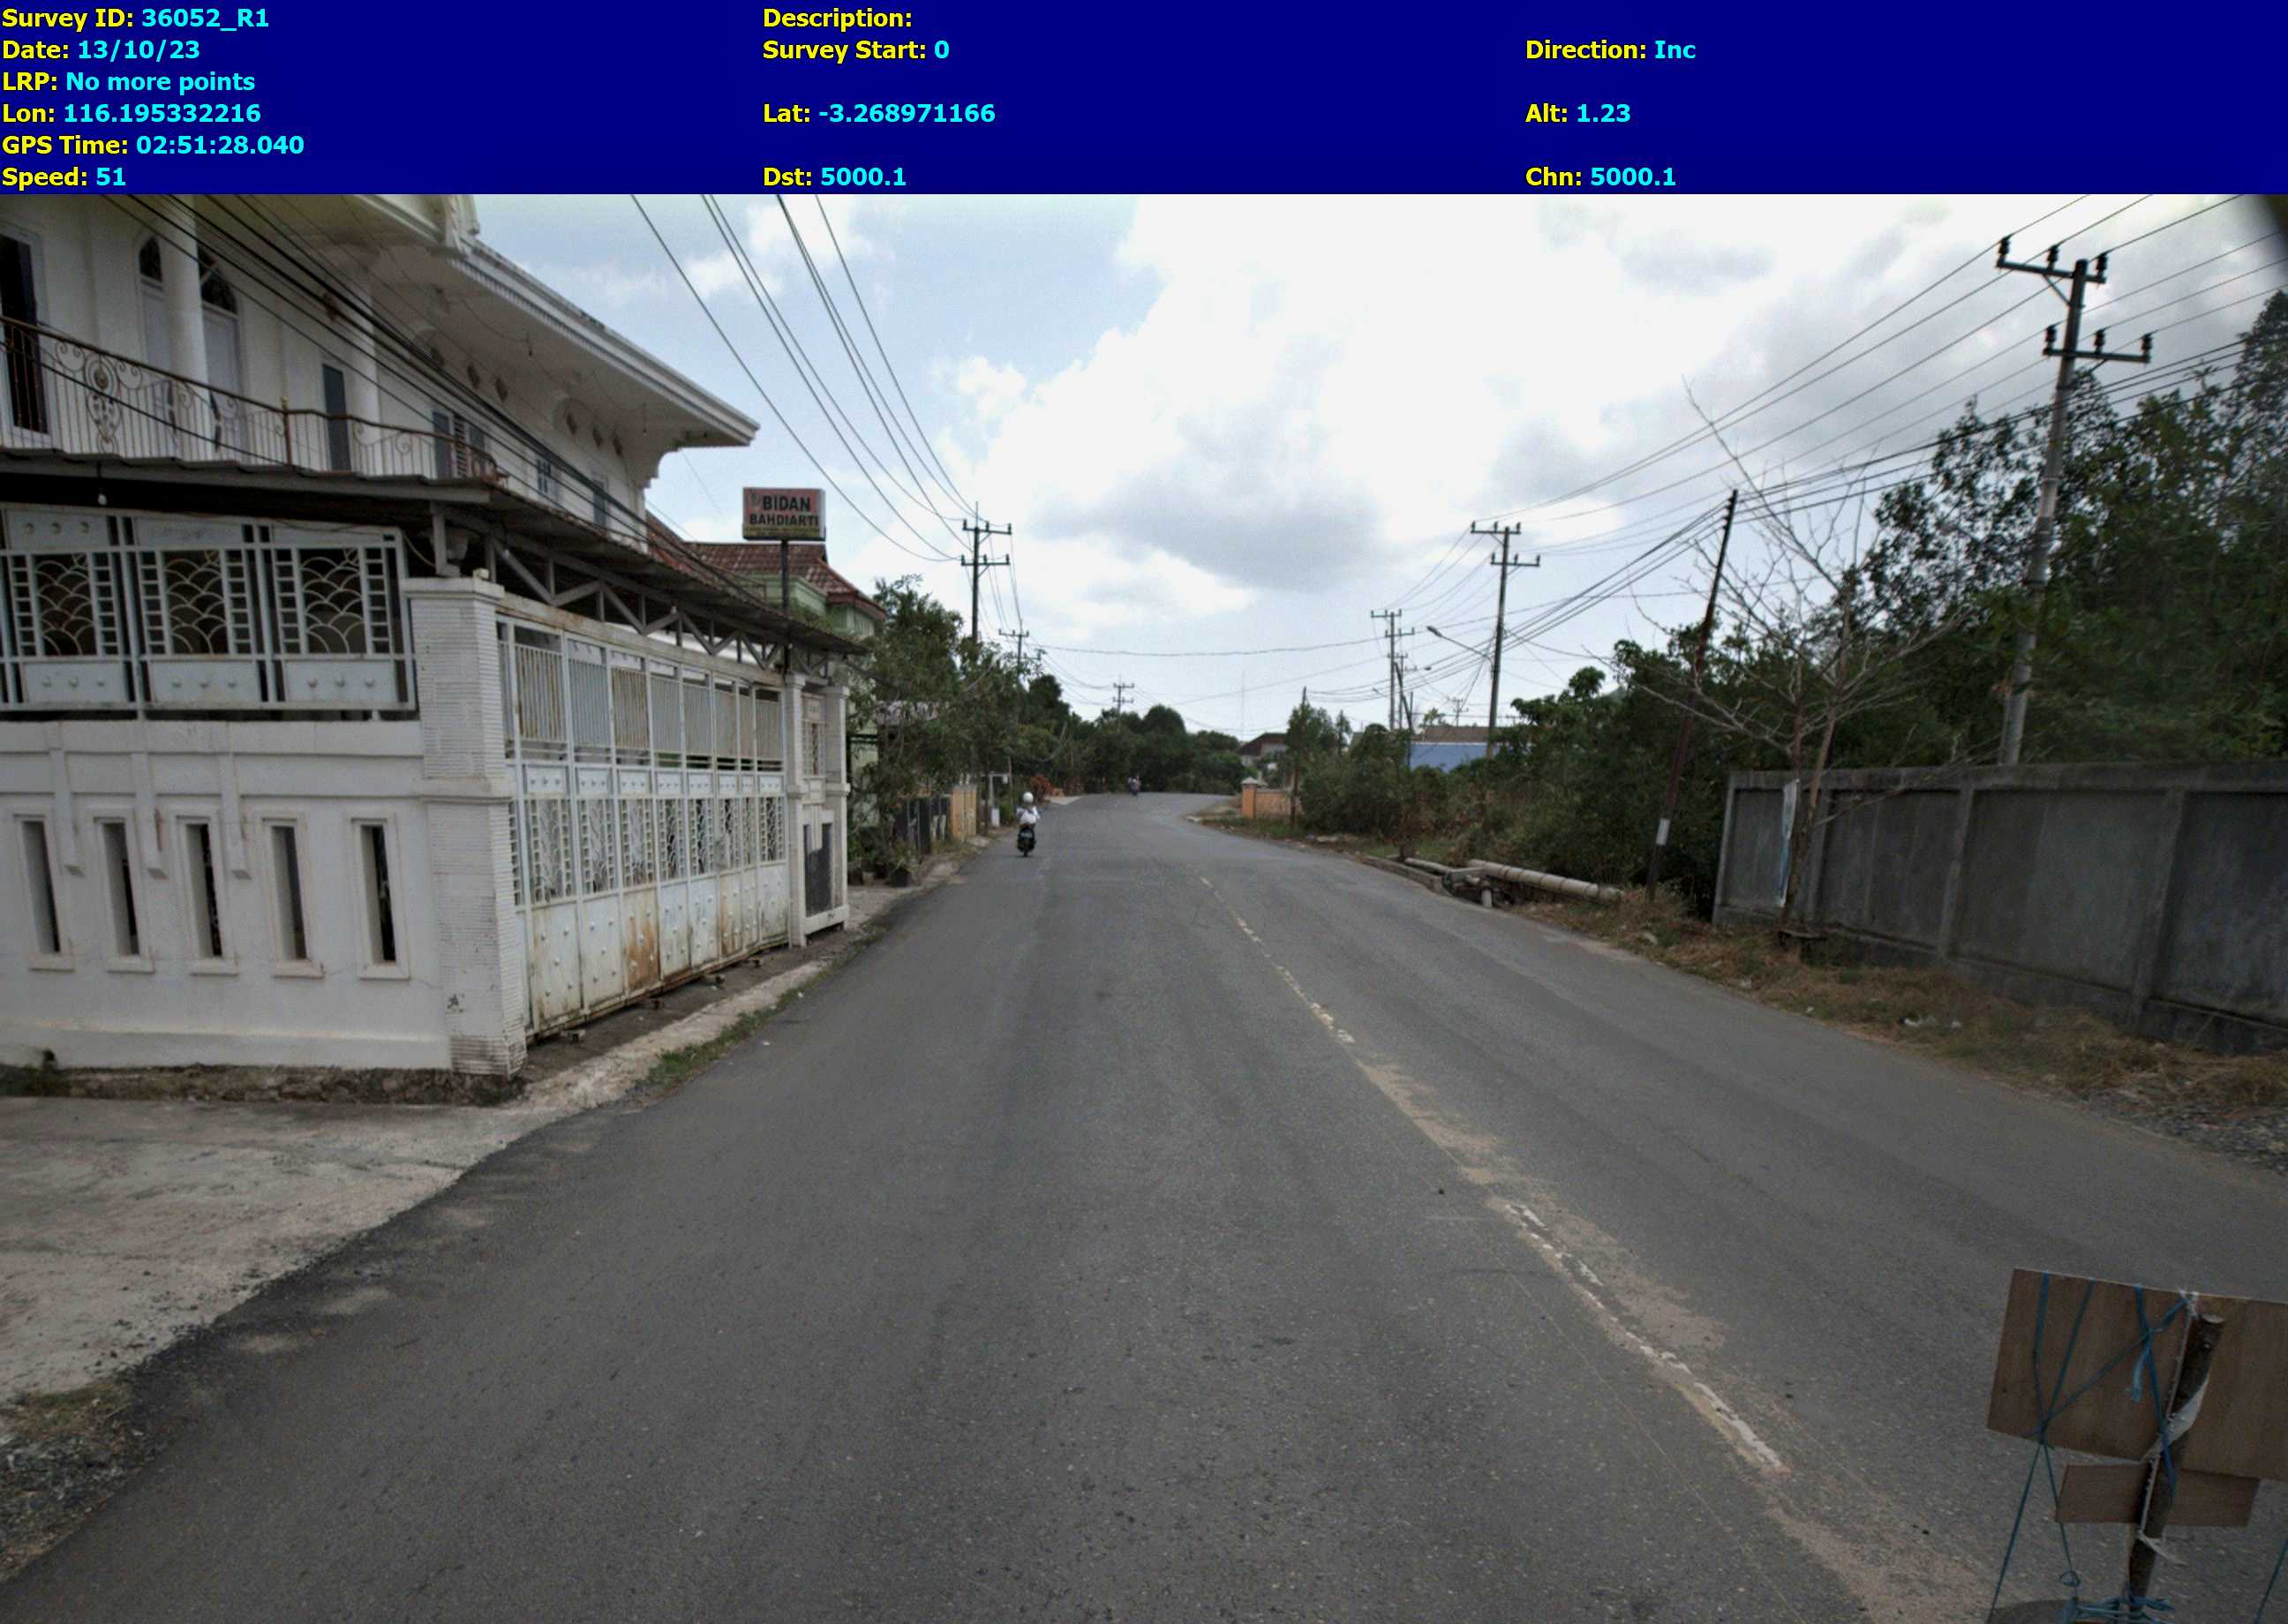 Survey ID: 36052_R1
Description:
Date: 13/10/23
Survey Start: 0
Direction: Inc
LRP: No more points
Lon: 116.195332216
Lat: -3.268971166
Alt: 1.23
GPS Time: 02:51:28.040
Speed: 51
Dst: 5000.1
Chn: 5000.1
BIDAN
BAHDIARTI